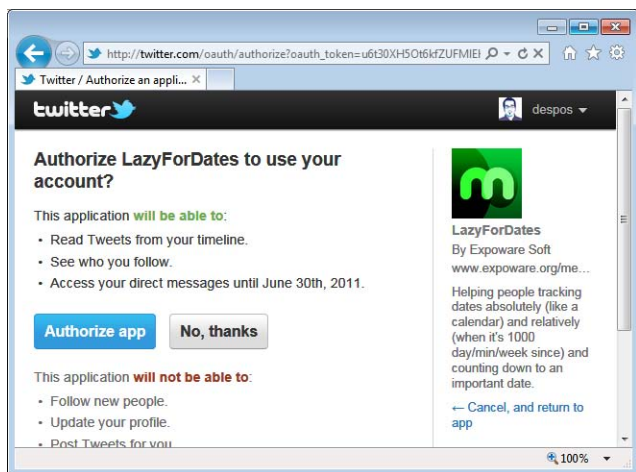 http://twitter.com/oauth/authorize?oauth_token=u6t30XH5Ot6kfZUFMIEH
Twitter / Authorize an appli...
twitter
despos
Authorize LazyForDates to use your
account?
This application will be able to:
• Read Tweets from your timeline.
• See who you follow.
• Access your direct messages until June 30th, 2011.
Authorize app
No, thanks
This application will not be able to:
• Follow new people.
• Update your profile.
• Post Tweets for you
m
LazyForDates
By Expoware Soft
www.expoware.org/me...
Helping people tracking
dates absolutely (like a
calendar) and relatively
(when it's 1000
day/min/week since) and
counting down to an
important date.
← Cancel, and return to
app
100%